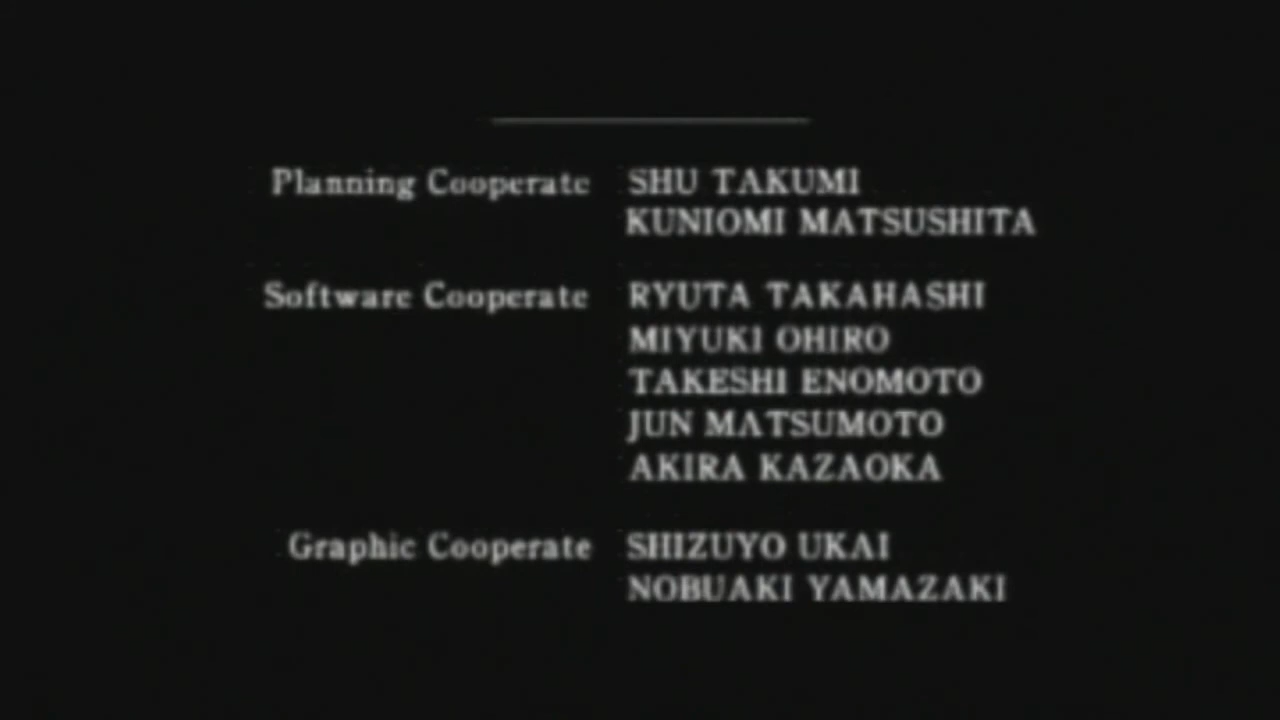 Planning Cooperate SHU TAKUMI
KUNIOMI MATSUSHITA
Software Cooperate RYUTA TAKAHASHI
MIYUKI OHIRO
TAKESHI ENOMOTO
JUN MATSUMOTO
AKIRA KAZAOKA
Graphic Cooperate SHIZUYO UKAI
NOBUAKI YAMAZAKI